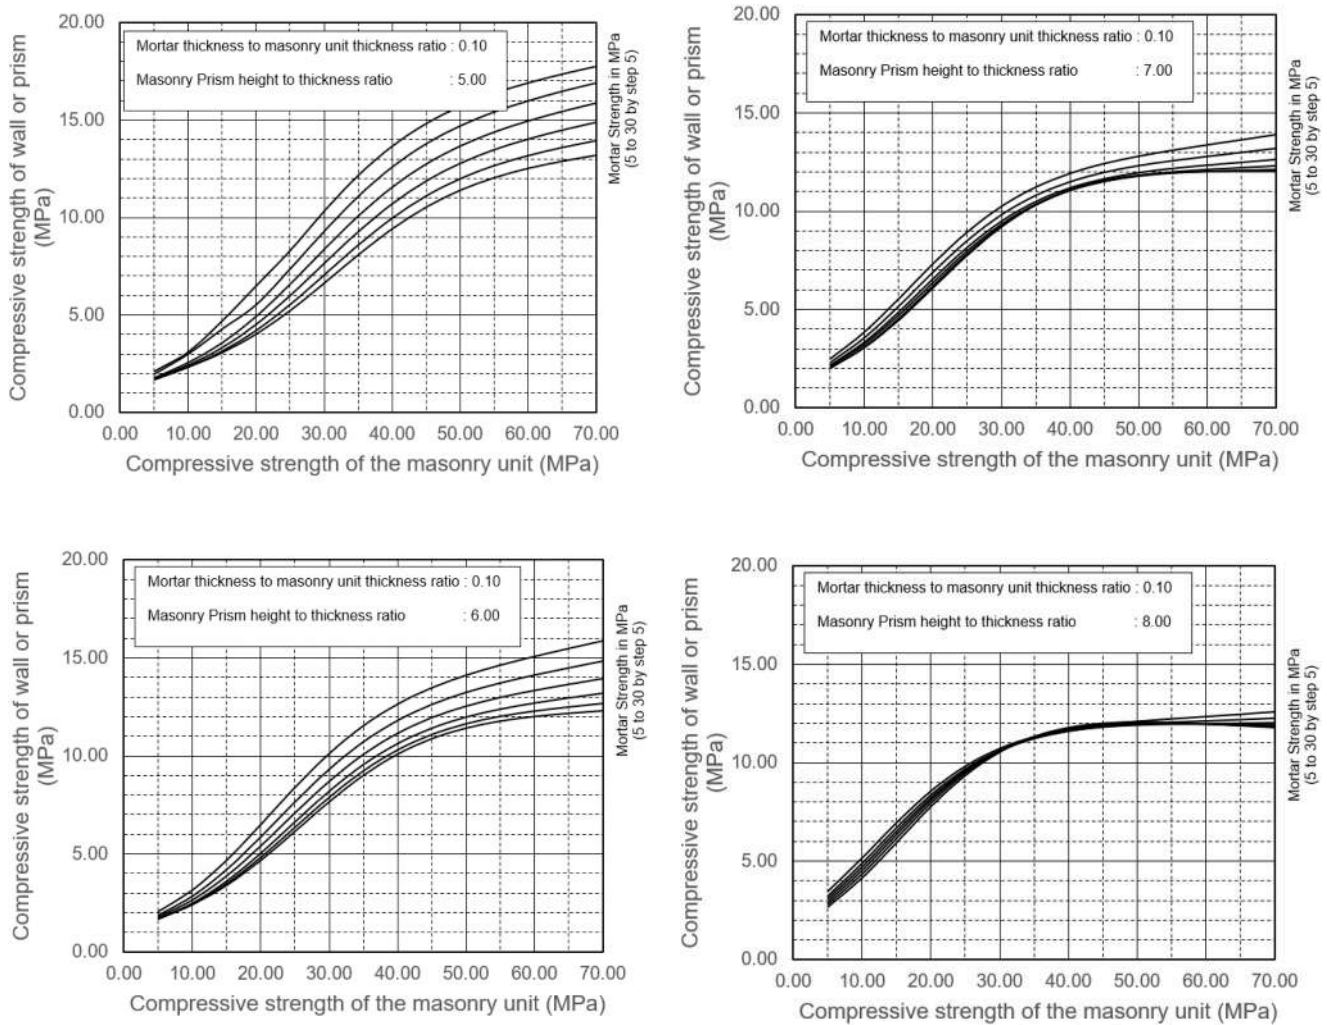 Compressive strength of wall or prism
(MPa)
20.00
15.00
10.00
5.00
0.00
Mortar thickness to masonry unit thickness ratio : 0.10
Masonry Prism height to thickness ratio : 5.00
Mortar Strength in MPa
(5 to 30 by step 5)
0.00 10.00 20.00 30.00 40.00 50.00 60.00 70.00
Compressive strength of the masonry unit (MPa)
Compressive strength of wall or prism
(MPa)
20.00
15.00
10.00
5.00
0.00
Mortar thickness to masonry unit thickness ratio : 0.10
Masonry Prism height to thickness ratio : 7.00
Mortar Strength in MPa
(5 to 30 by step 5)
0.00 10.00 20.00 30.00 40.00 50.00 60.00 70.00
Compressive strength of the masonry unit (MPa)
Compressive strength of wall or prism
(MPa)
20.00
15.00
10.00
5.00
0.00
Mortar thickness to masonry unit thickness ratio : 0.10
Masonry Prism height to thickness ratio : 6.00
Mortar Strength in MPa
(5 to 30 by step 5)
0.00 10.00 20.00 30.00 40.00 50.00 60.00 70.00
Compressive strength of the masonry unit (MPa)
Compressive strength of wall or prism
(MPa)
20.00
15.00
10.00
5.00
0.00
Mortar thickness to masonry unit thickness ratio : 0.10
Masonry Prism height to thickness ratio : 8.00
Mortar Strength in MPa
(5 to 30 by step 5)
0.00 10.00 20.00 30.00 40.00 50.00 60.00 70.00
Compressive strength of the masonry unit (MPa)